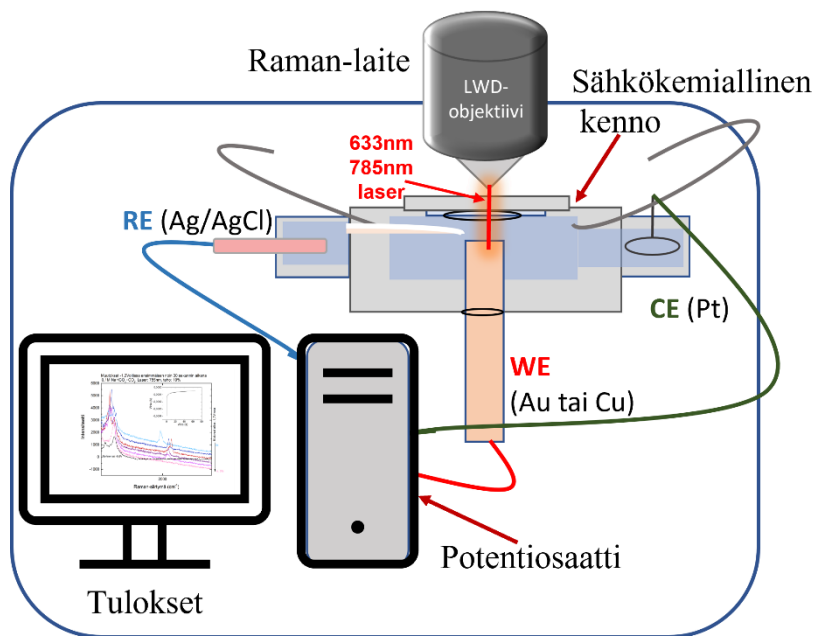 Raman-laite
LWD-
objektiivi
Sähkökemiallinen
kenno
633nm
785nm
laser
RE (Ag/AgCl)
CE (Pt)
WE
(Au tai Cu)
Potentiosaatti
Tulokset